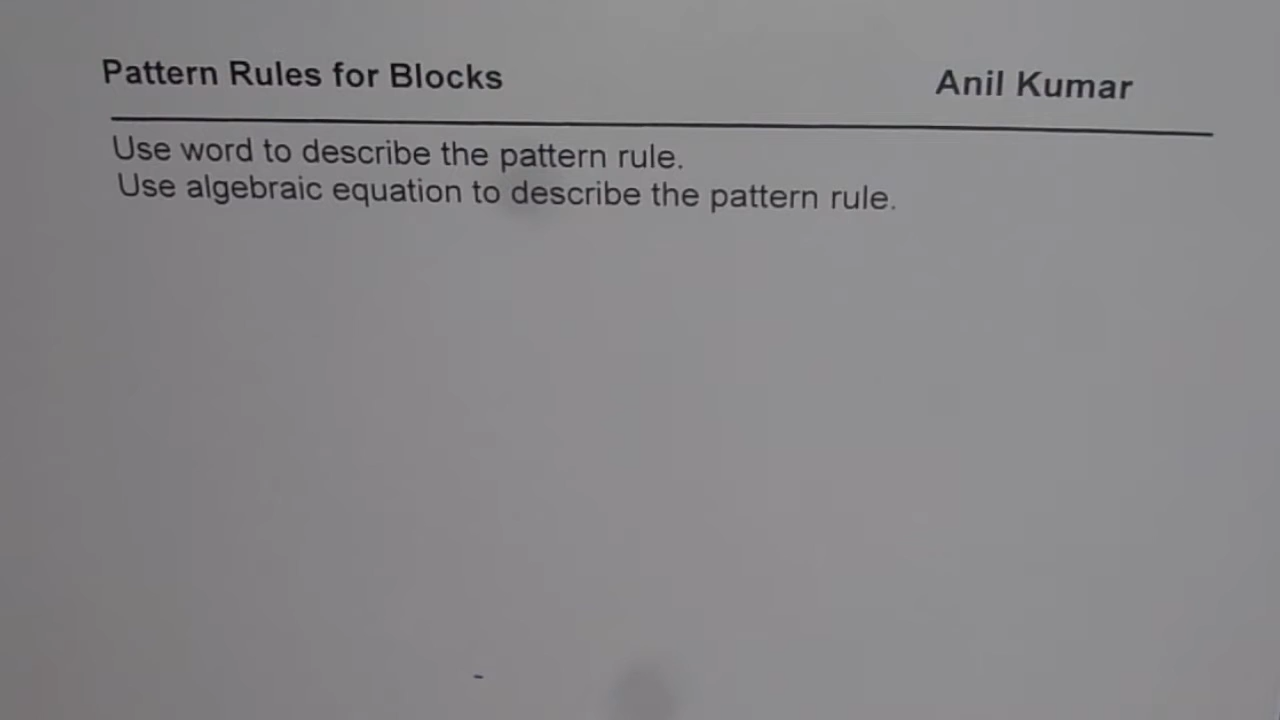 Pattern Rules for Blocks Anil Kumar
Use word to describe the pattern rule.
Use algebraic equation to describe the pattern rule.